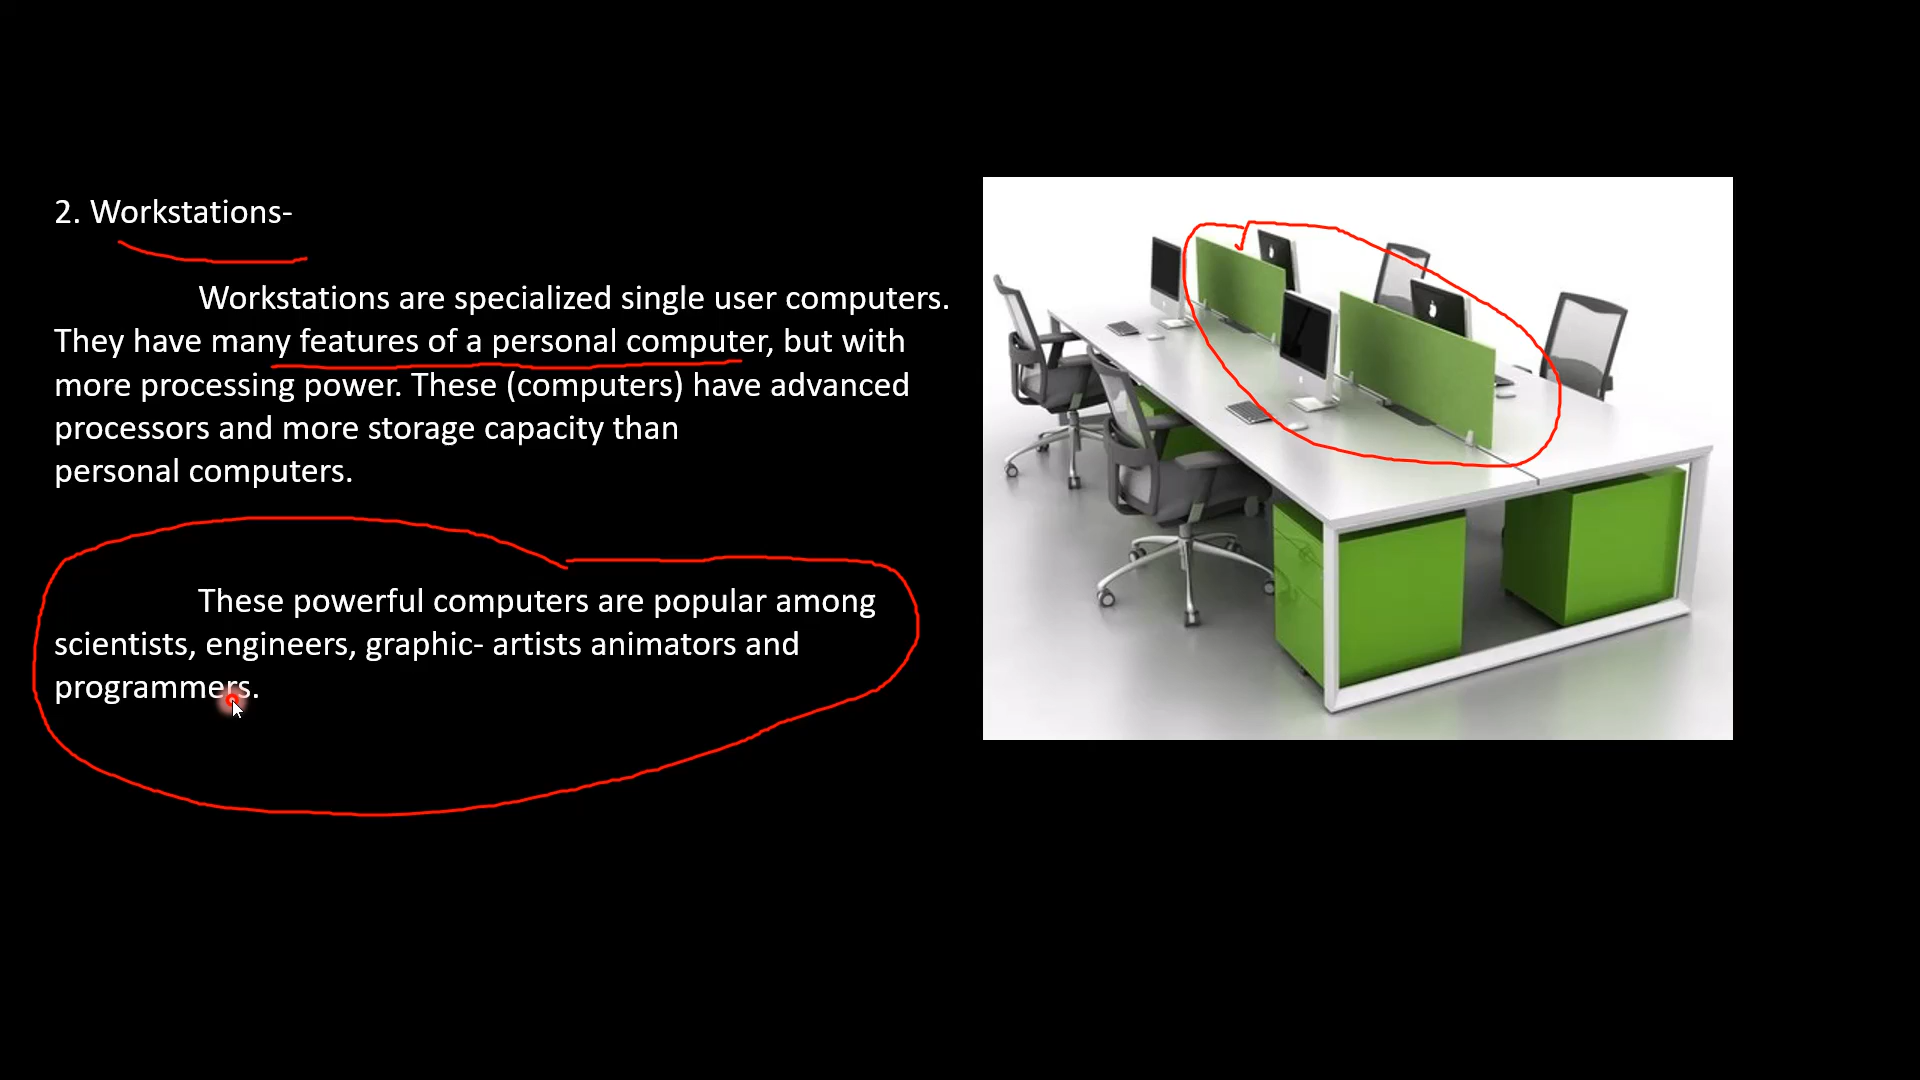 2. Workstations-
Workstations are specialized single user computers.
They have many features of a personal computer, but with
more processing power. These (computers) have advanced
processors and more storage capacity than
personal computers.
These powerful computers are popular among
scientists, engineers, graphic- artists animators and
programmers.